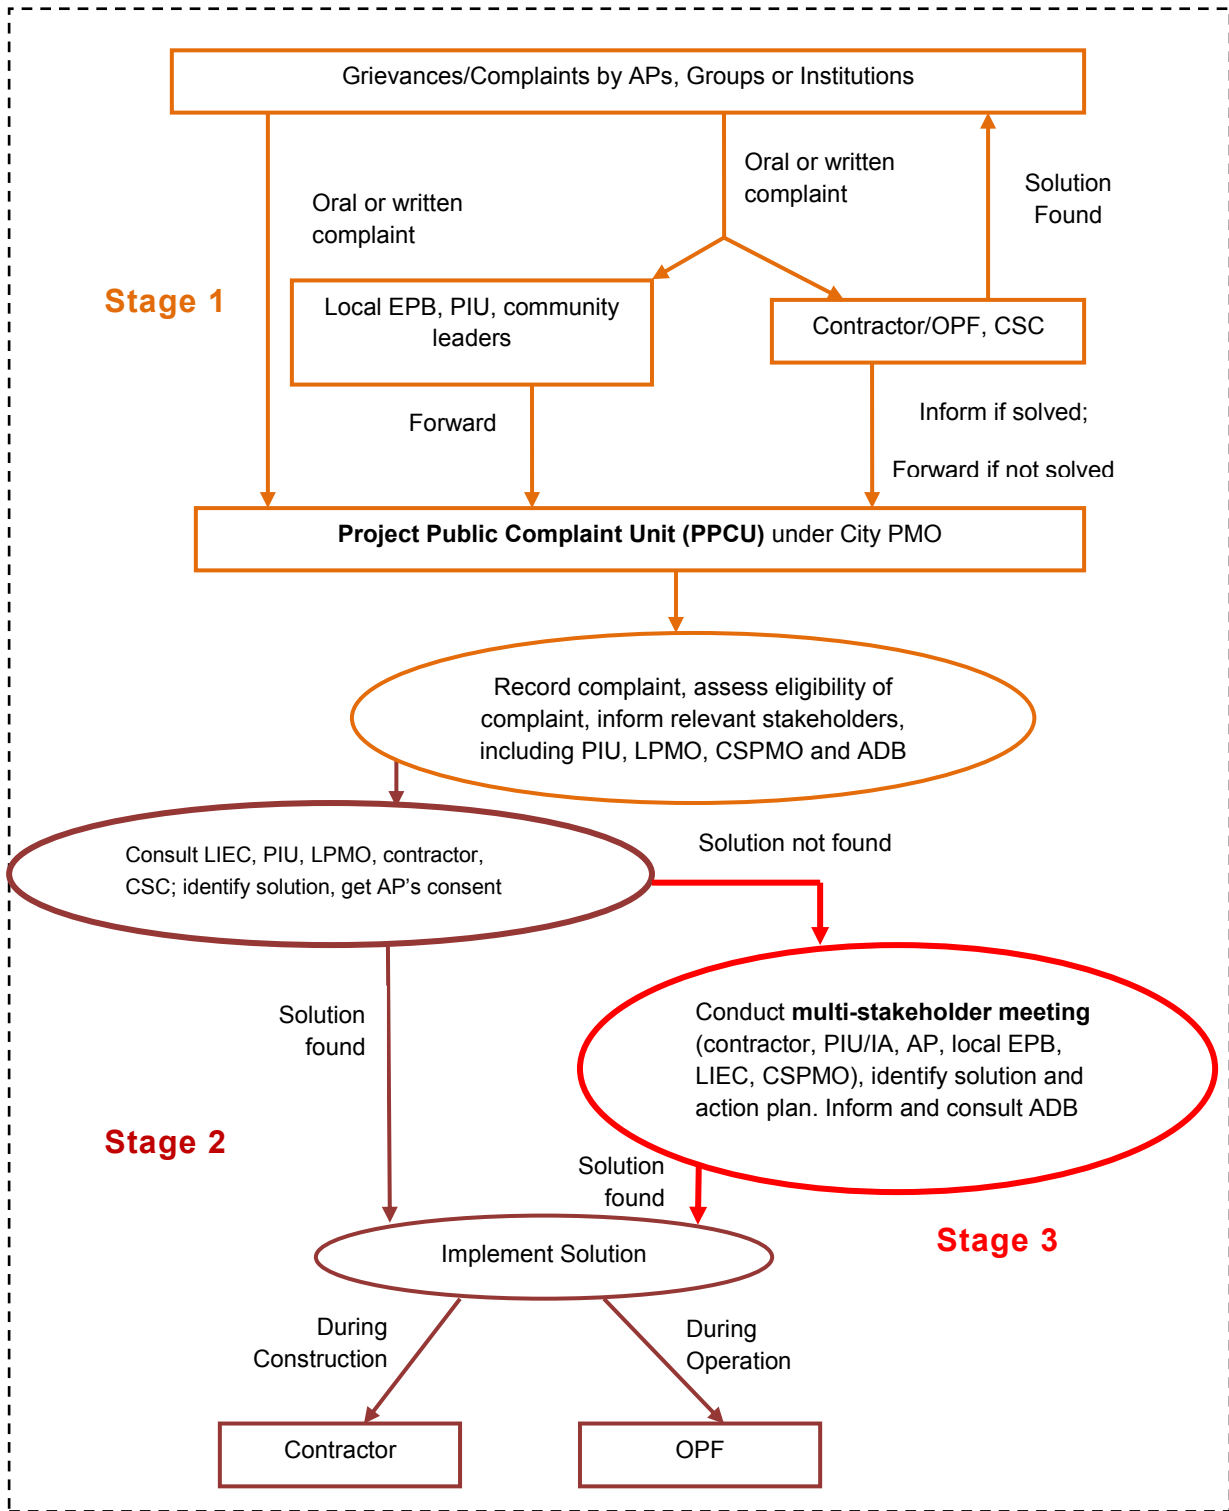 Grievances/Complaints by APs, Groups or Institutions
Oral or written
complaint
Solution
Found
Oral or written
complaint
Stage 1
Local EPB, PIU, community
leaders
Contractor/OPF, CSC
Forward
Inform if solved;
Forward if not solved
Project Public Complaint Unit (PPCU) under City PMO
Record complaint, assess eligibility of
complaint, inform relevant stakeholders,
including PIU, LPMO, CSPMO and ADB
Solution not found
Consult LIEC, PIU, LPMO, contractor,
CSC; identify solution, get AP’s consent
Solution
found
Conduct multi-stakeholder meeting
(contractor, PIU/IA, AP, local EPB,
LIEC, CSPMO), identify solution and
action plan. Inform and consult ADB
Stage 2
Solution
found
Stage 3
Implement Solution
During
Construction
During
Operation
Contractor
OPF